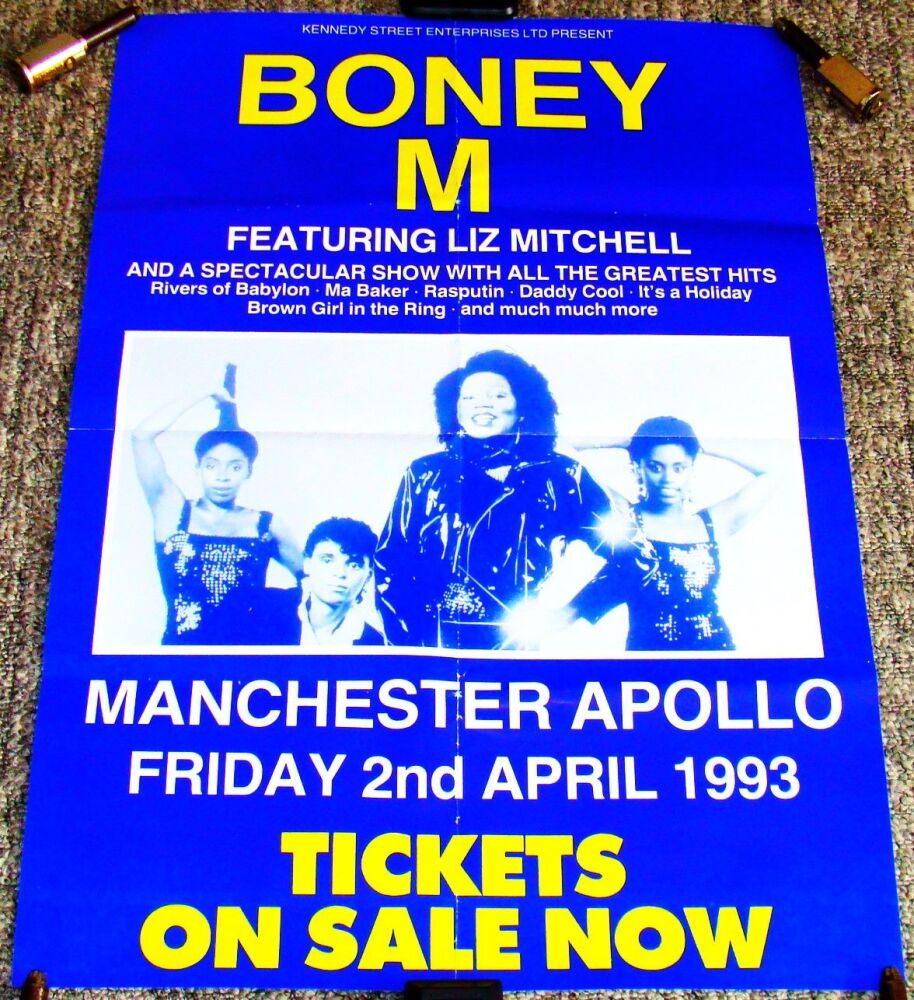 KENNEDY STREET ENTERPRISES LTD PRESENT
BONEY
M
FEATURING LIZ MITCHELL
AND A SPECTACULAR SHOW WITH ALL THE GREATEST HITS
Rivers of Babylon · Ma Baker · Rasputin · Daddy Cool · It's a Holiday
Brown Girl in the Ring · and much much more
MANCHESTER APOLLO
FRIDAY 2nd APRIL 1993
TICKETS
ON SALE NOW